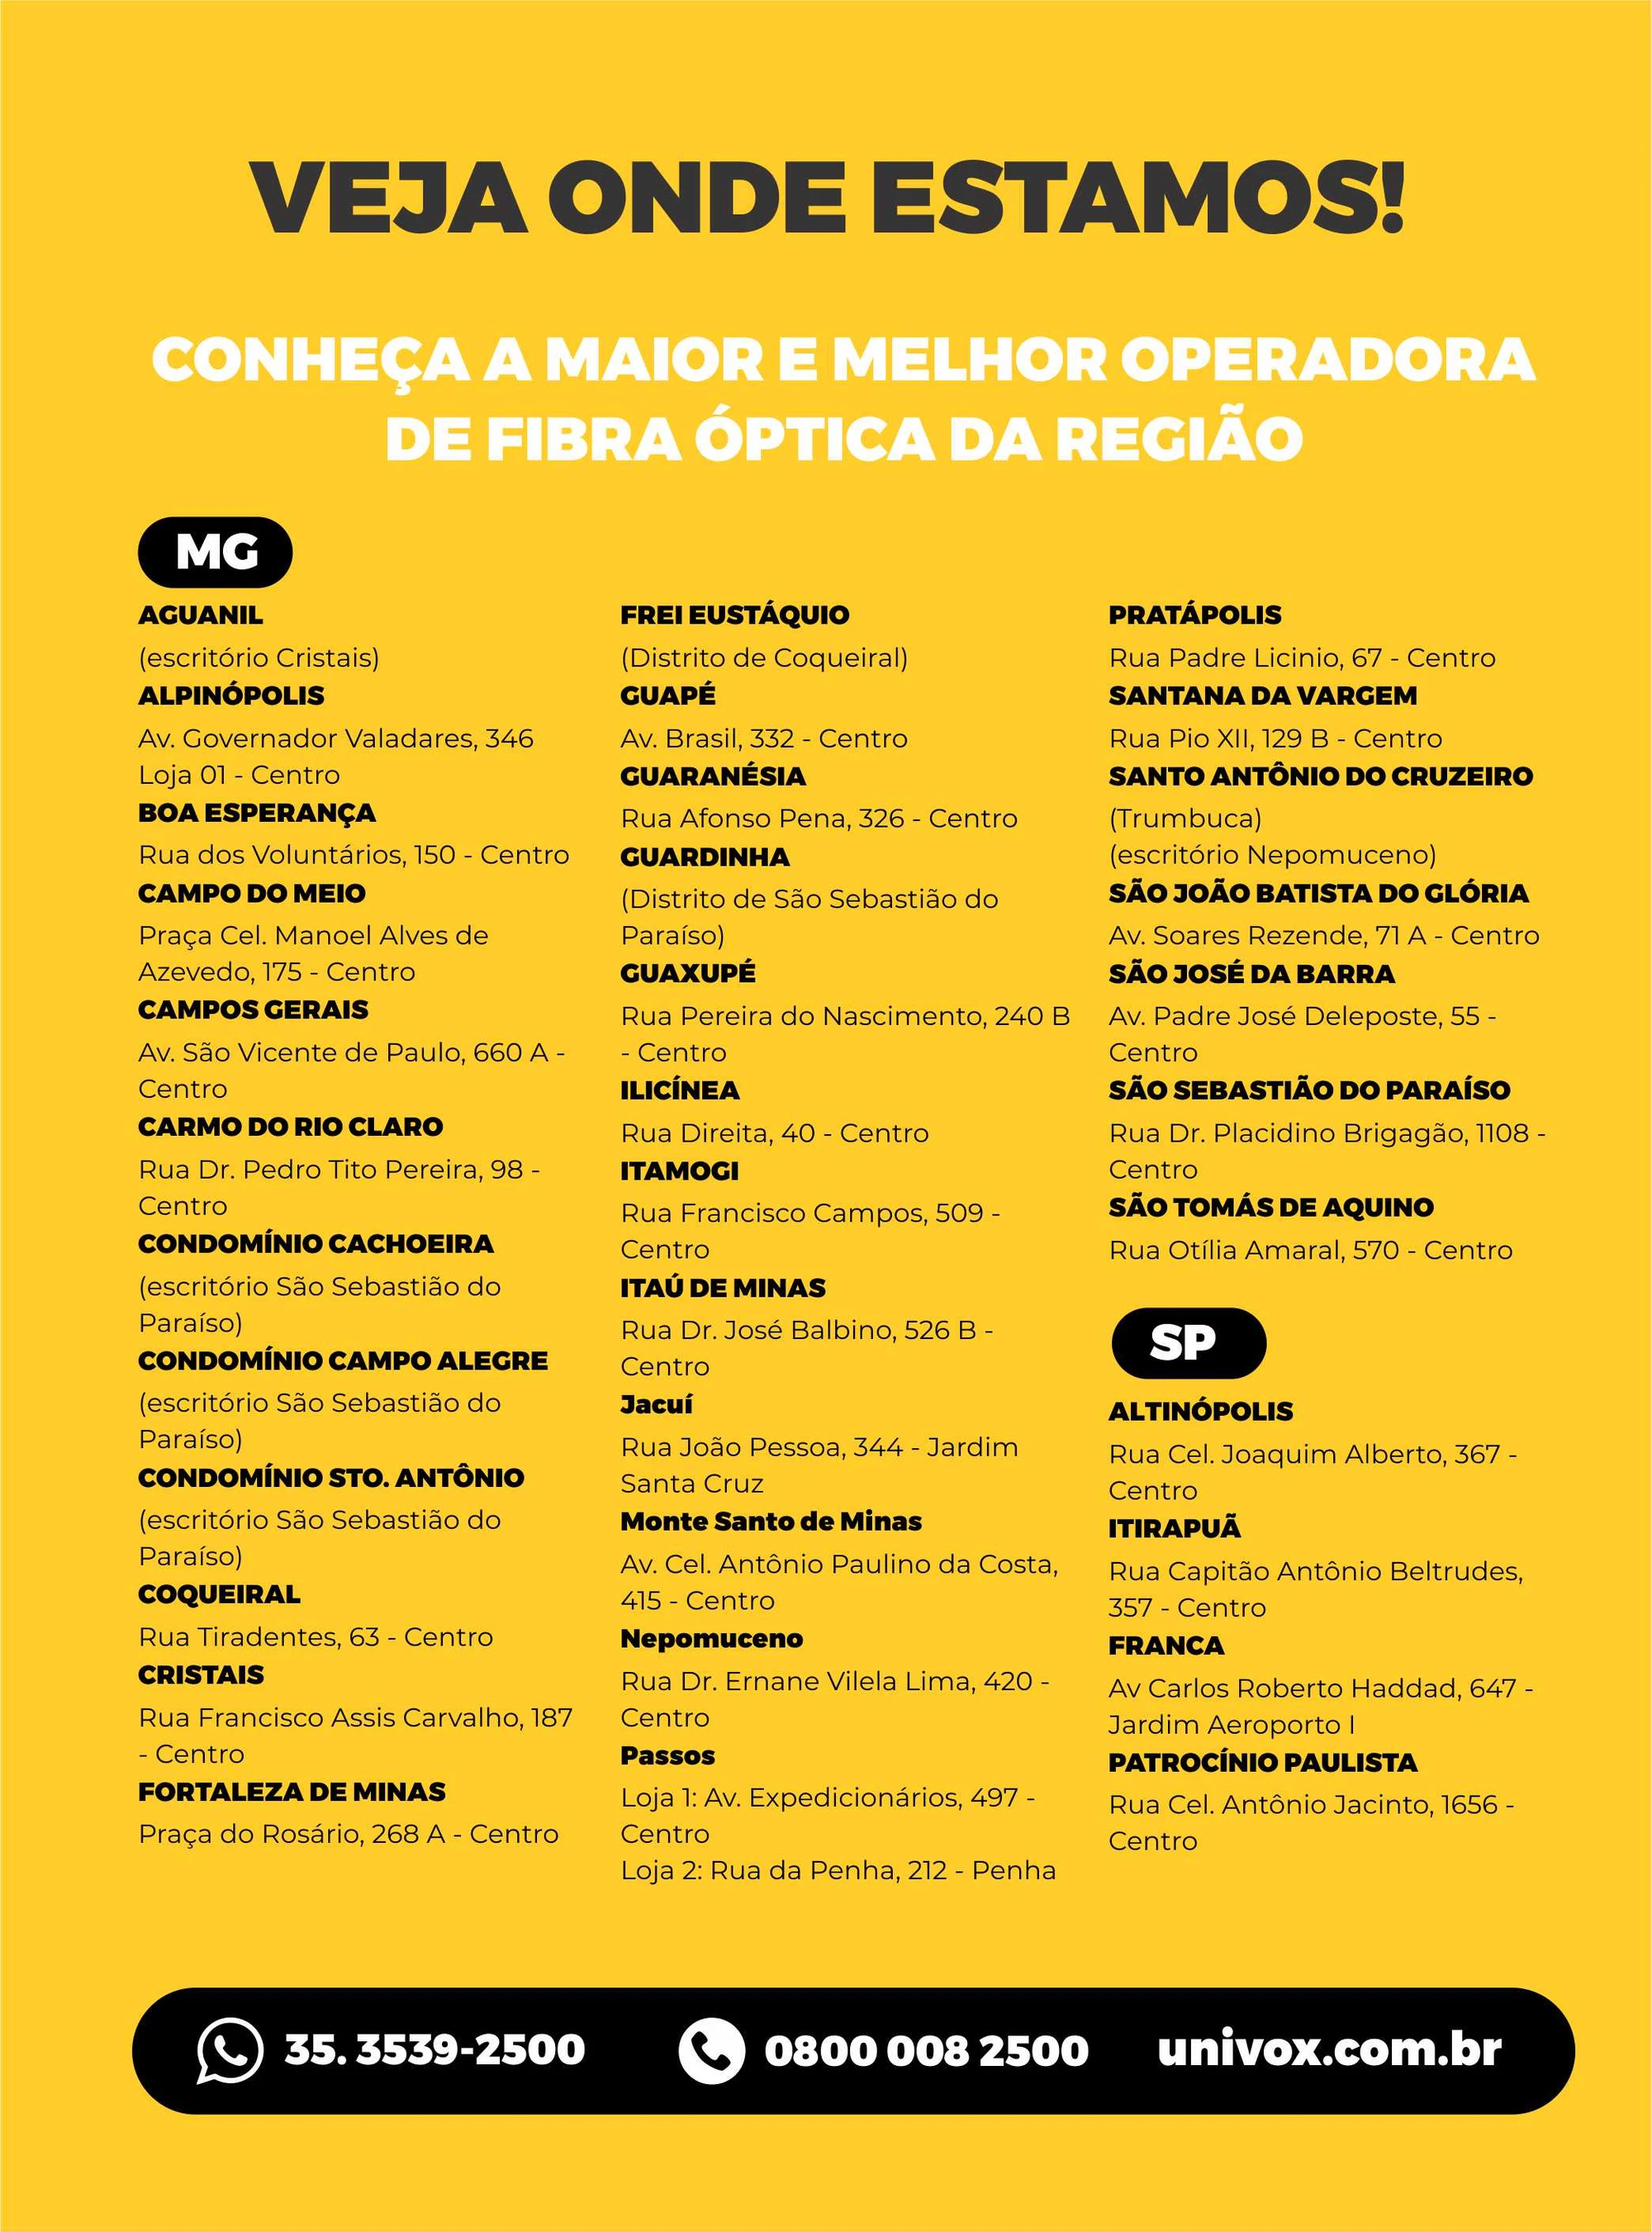 VEJA ONDE ESTAMOS!
CONHEÇA A MAIOR E MELHOR OPERADORA
DE FIBRA ÓPTICA DA REGIÃO
MG
AGUANIL
(escritório Cristais)
ALPINÓPOLIS
Av. Governador Valadares, 346
Loja 01 - Centro
BOA ESPERANÇA
Rua dos Voluntários, 150 - Centro
CAMPO DO MEIO
Praça Cel. Manoel Alves de
Azevedo, 175 - Centro
CAMPOS GERAIS
Av. São Vicente de Paulo, 660 A -
Centro
CARMO DO RIO CLARO
Rua Dr. Pedro Tito Pereira, 98 -
Centro
CONDOMÍNIO CACHOEIRA
(escritório São Sebastião do
Paraíso)
CONDOMÍNIO CAMPO ALEGRE
(escritório São Sebastião do
Paraíso)
CONDOMÍNIO STO. ANTÔNIO
(escritório São Sebastião do
Paraíso)
COQUEIRAL
Rua Tiradentes, 63 - Centro
CRISTAIS
Rua Francisco Assis Carvalho, 187
- Centro
FORTALEZA DE MINAS
Praça do Rosário, 268 A - Centro
FREI EUSTÁQUIO
(Distrito de Coqueiral)
GUAPÉ
Av. Brasil, 332 - Centro
GUARANÉSIA
Rua Afonso Pena, 326 - Centro
GUARDINHA
(Distrito de São Sebastião do
Paraíso)
GUAXUPÉ
Rua Pereira do Nascimento, 240 B
- Centro
ILICÍNEA
Rua Direita, 40 - Centro
ITAMOGI
Rua Francisco Campos, 509 -
Centro
ITAÚ DE MINAS
Rua Dr. José Balbino, 526 B -
Centro
Jacuí
Rua João Pessoa, 344 - Jardim
Santa Cruz
Monte Santo de Minas
Av. Cel. Antônio Paulino da Costa,
415 - Centro
Nepomuceno
Rua Dr. Ernane Vilela Lima, 420 -
Centro
Passos
Loja 1: Av. Expedicionários, 497 -
Centro
Loja 2: Rua da Penha, 212 - Penha
PRATÁPOLIS
Rua Padre Licinio, 67 - Centro
SANTANA DA VARGEM
Rua Pio XII, 129 B - Centro
SANTO ANTÔNIO DO CRUZEIRO
(Trumbuca)
(escritório Nepomuceno)
SÃO JOÃO BATISTA DO GLÓRIA
Av. Soares Rezende, 71 A - Centro
SÃO JOSÉ DA BARRA
Av. Padre José Deleposte, 55 -
Centro
SÃO SEBASTIÃO DO PARAÍSO
Rua Dr. Placidino Brigagão, 1108 -
Centro
SÃO TOMÁS DE AQUINO
Rua Otília Amaral, 570 - Centro
SP
ALTINÓPOLIS
Rua Cel. Joaquim Alberto, 367 -
Centro
ITIRAPUÃ
Rua Capitão Antônio Beltrudes,
357 - Centro
FRANCA
Av Carlos Roberto Haddad, 647 -
Jardim Aeroporto I
PATROCÍNIO PAULISTA
Rua Cel. Antônio Jacinto, 1656 -
Centro
35. 3539-2500
0800 008 2500
univox.com.br